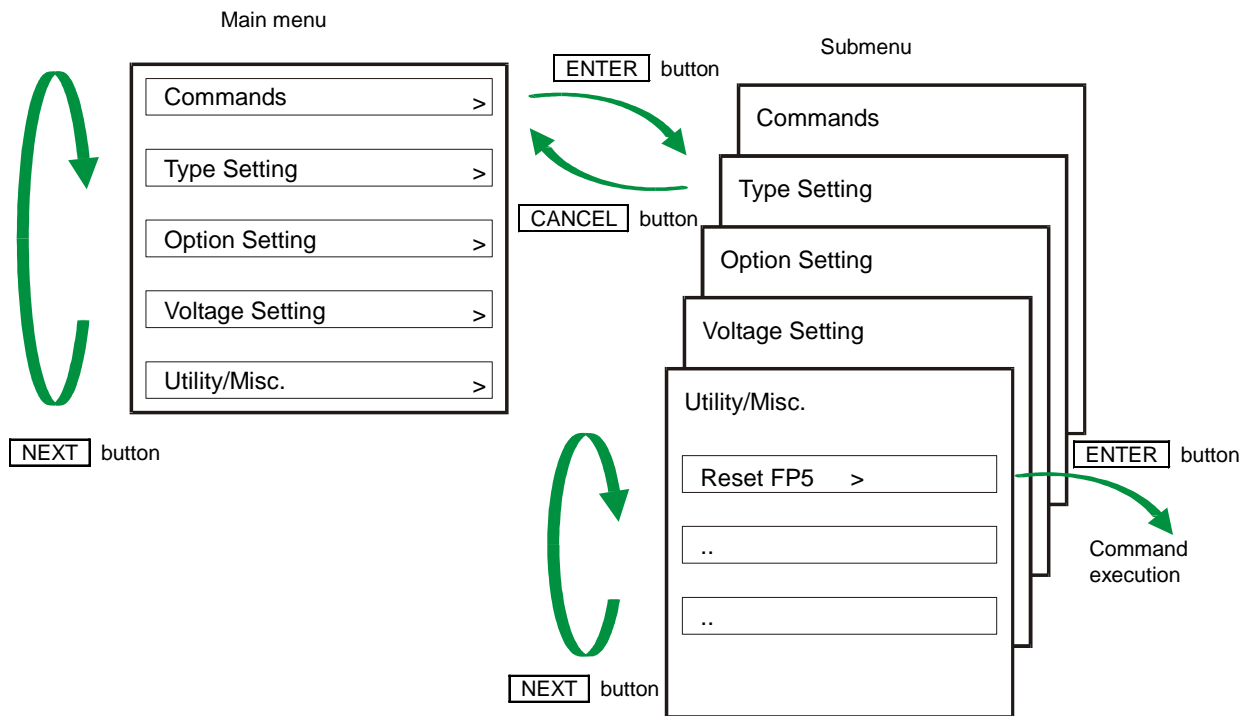 Main menu
Commands >
Type Setting >
Option Setting >
Voltage Setting >
Utility/Misc. >
NEXT button
ENTER button
CANCEL button
Submenu
Commands
Type Setting
Option Setting
Voltage Setting
Utility/Misc.
Reset FP5 >
..
..
NEXT button
ENTER button
Command
execution